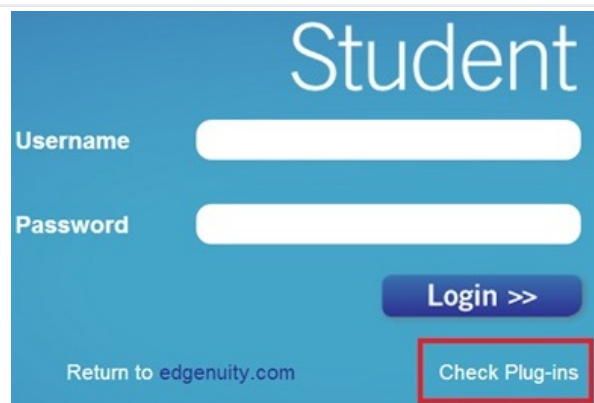 Student
Username
Password
Login >>
Return to edgenuity.com
Check Plug-ins